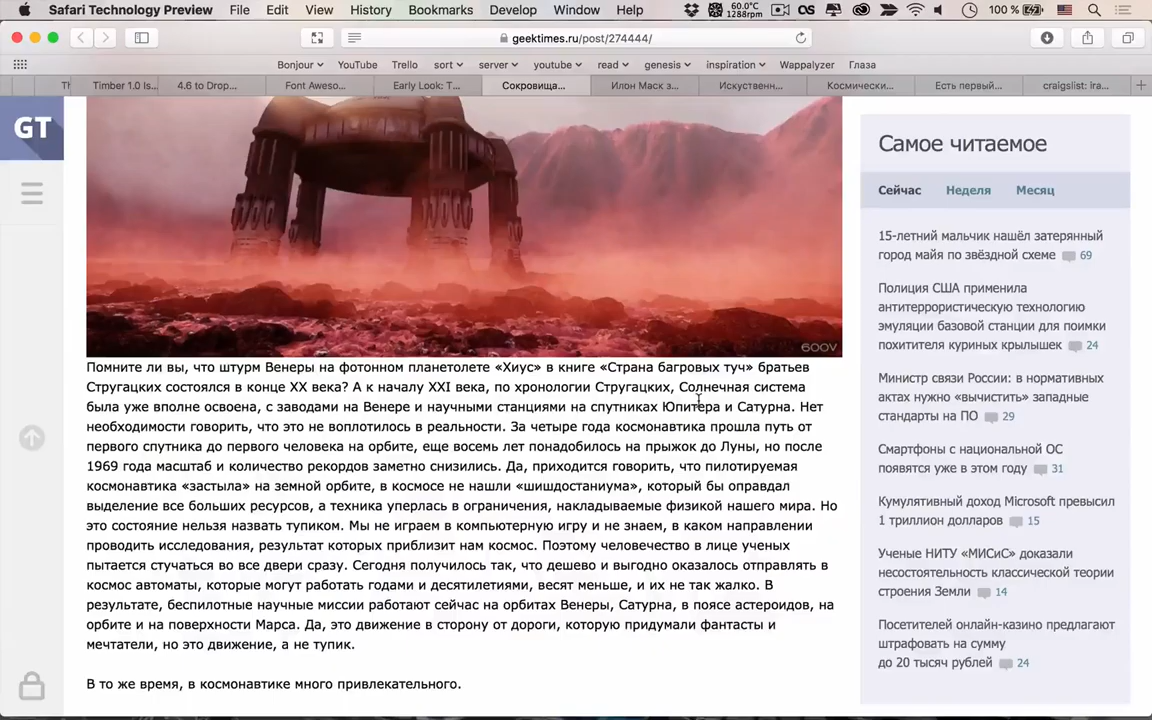 Safari Technology Preview File Edit View History Bookmarks Develop Window Help 60.0°C 1288rpm 100 %
geektimes.ru/post/274444/
Bonjour YouTube Trello sort server youtube read genesis inspiration Wappalyzer Глаза
Th Timber 1.0 Is... 4.6 to Drop... Font Aweso... Early Look: T... Сокровища... Илон Маск з... Искуственн... Космически... Есть первый... craigslist: ira...
GT
600V
Помните ли вы, что штурм Венеры на фотонном планетолете «Хиус» в книге «Страна багровых туч» братьев
Стругацких состоялся в конце XX века? А к началу XXI века, по хронологии Стругацких, Солнечная система
была уже вполне освоена, с заводами на Венере и научными станциями на спутниках Юпитера и Сатурна. Нет
необходимости говорить, что это не воплотилось в реальности. За четыре года космонавтика прошла путь от
первого спутника до первого человека на орбите, еще восемь лет понадобилось на прыжок до Луны, но после
1969 года масштаб и количество рекордов заметно снизились. Да, приходится говорить, что пилотируемая
космонавтика «застыла» на земной орбите, в космосе не нашли «шишдостаниума», который бы оправдал
выделение все больших ресурсов, а техника уперлась в ограничения, накладываемые физикой нашего мира. Но
это состояние нельзя назвать тупиком. Мы не играем в компьютерную игру и не знаем, в каком направлении
проводить исследования, результат которых приблизит нам космос. Поэтому человечество в лице ученых
пытается стучаться во все двери сразу. Сегодня получилось так, что дешево и выгодно оказалось отправлять в
космос автоматы, которые могут работать годами и десятилетиями, весят меньше, и их не так жалко. В
результате, беспилотные научные миссии работают сейчас на орбитах Венеры, Сатурна, в поясе астероидов, на
орбите и на поверхности Марса. Да, это движение в сторону от дороги, которую придумали фантасты и
мечтатели, но это движение, а не тупик.
В то же время, в космонавтике много привлекательного.
Самое читаемое
Сейчас Неделя Месяц
15-летний мальчик нашёл затерянный
город майя по звёздной схеме 69
Полиция США применила
антитеррористическую технологию
эмуляции базовой станции для поимки
похитителя куриных крылышек 24
Министр связи России: в нормативных
актах нужно «вычистить» западные
стандарты на ПО 29
Смартфоны с национальной ОС
появятся уже в этом году 31
Кумулятивный доход Microsoft превысил
1 триллион долларов 15
Ученые НИТУ «МИСиС» доказали
несостоятельность классической теории
строения Земли 14
Посетителей онлайн-казино предлагают
штрафовать на сумму
до 20 тысяч рублей 24